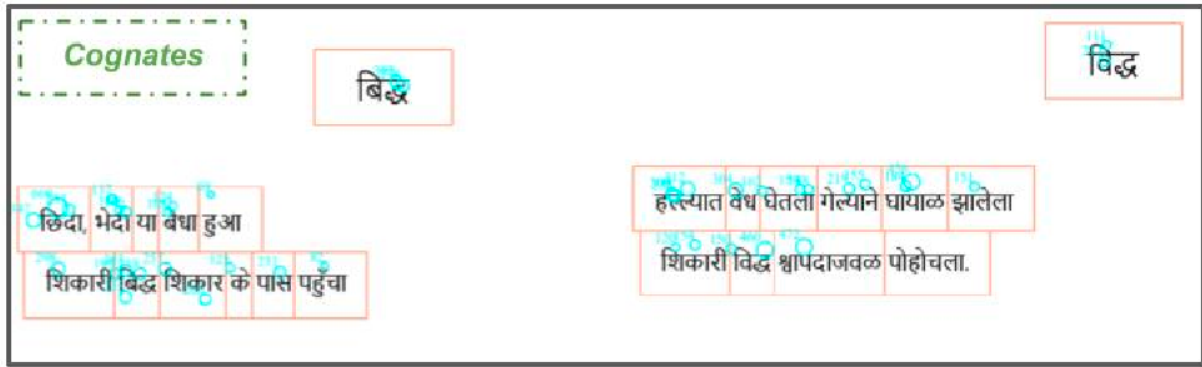 Cognates
बिद्ध
विद्ध
छिदा, भेदा या बेधा हुआ
शिकारी बिद्ध शिकार के पास पहुँचा
हल्ल्यात वेध घेतला गेल्याने घायाळ झालेला
शिकारी विद्ध श्वापदाजवळ पोहोचला.